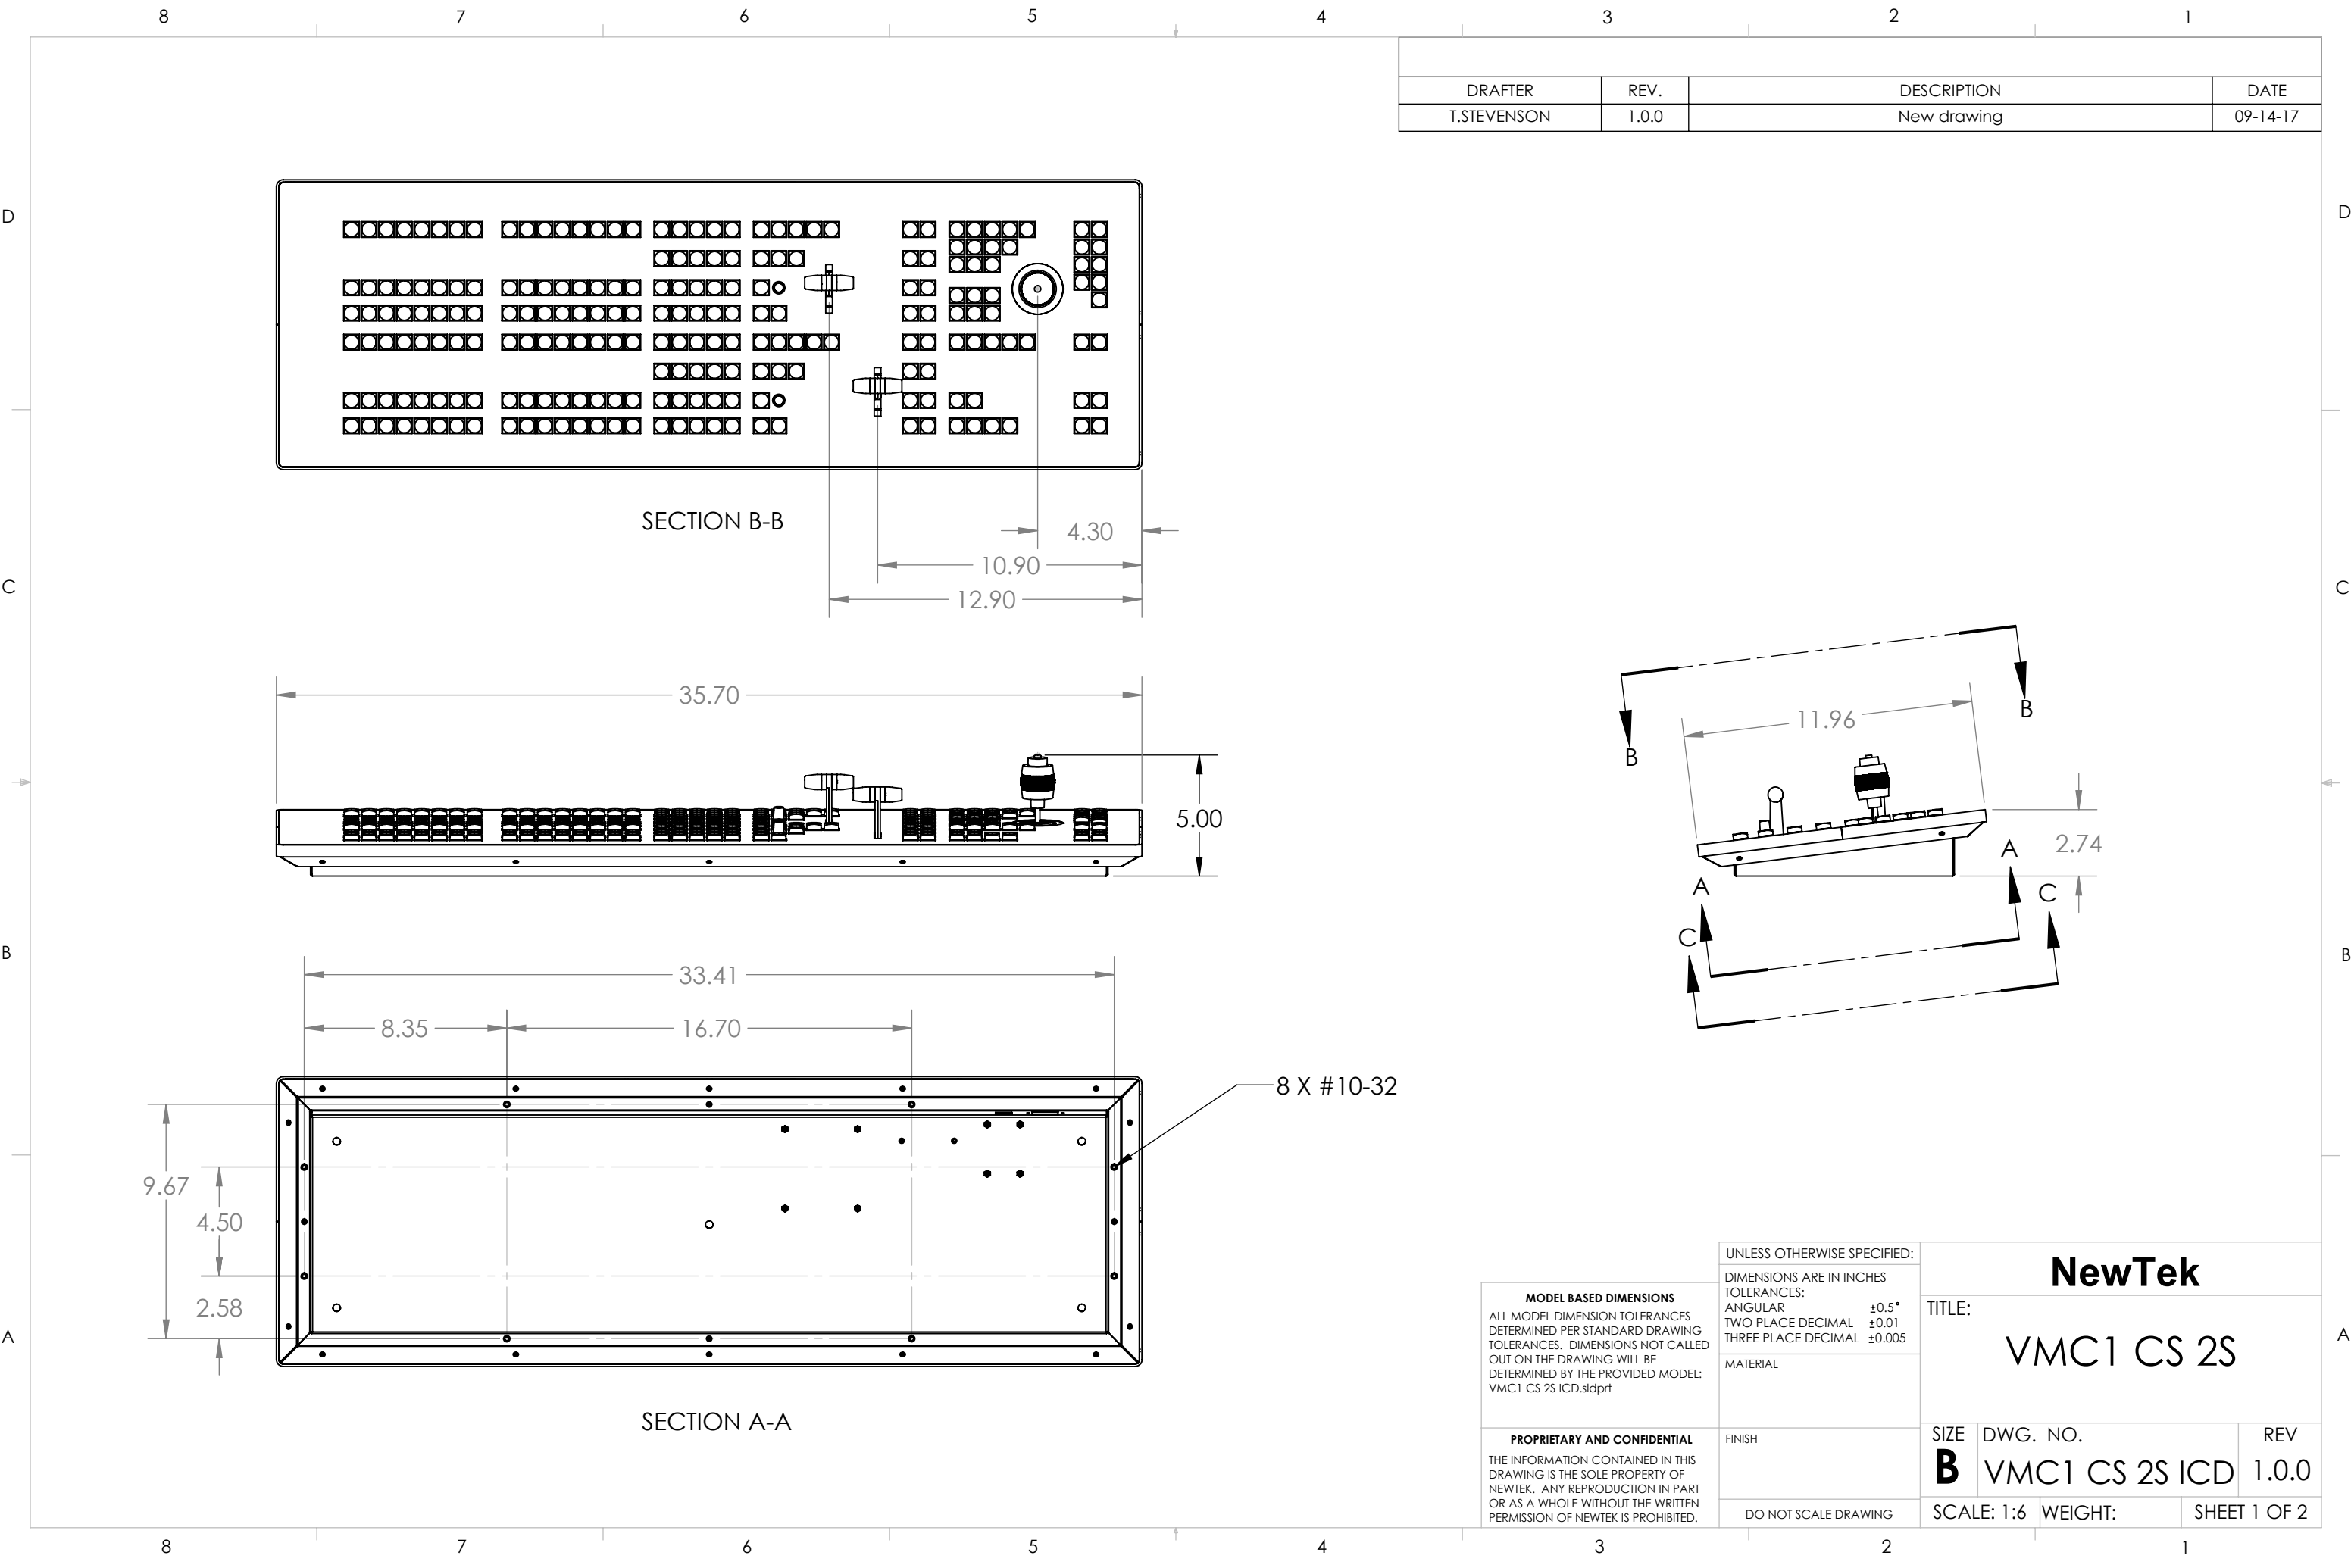 8 7 6 5 4 3 2 1
DRAFTER REV. DESCRIPTION DATE
T.STEVENSON 1.0.0 New drawing 09-14-17
D D
SECTION B-B
4.30
10.90
12.90
C C
35.70
5.00
B B
11.96
2.74
A A
C C
B B
33.41
8.35 16.70
8 X #10-32
9.67
4.50
2.58
A A
SECTION A-A
UNLESS OTHERWISE SPECIFIED:
DIMENSIONS ARE IN INCHES
TOLERANCES:
ANGULAR ±0.5°
TWO PLACE DECIMAL ±0.01
THREE PLACE DECIMAL ±0.005
MATERIAL
FINISH
DO NOT SCALE DRAWING
MODEL BASED DIMENSIONS
ALL MODEL DIMENSION TOLERANCES
DETERMINED PER STANDARD DRAWING
TOLERANCES. DIMENSIONS NOT CALLED
OUT ON THE DRAWING WILL BE
DETERMINED BY THE PROVIDED MODEL:
VMC1 CS 2S ICD.sldprt
PROPRIETARY AND CONFIDENTIAL
THE INFORMATION CONTAINED IN THIS
DRAWING IS THE SOLE PROPERTY OF
NEWTEK. ANY REPRODUCTION IN PART
OR AS A WHOLE WITHOUT THE WRITTEN
PERMISSION OF NEWTEK IS PROHIBITED.
NewTek
TITLE:
VMC1 CS 2S
SIZE DWG. NO. REV
B VMC1 CS 2S ICD 1.0.0
SCALE: 1:6 WEIGHT: SHEET 1 OF 2
8 7 6 5 4 3 2 1